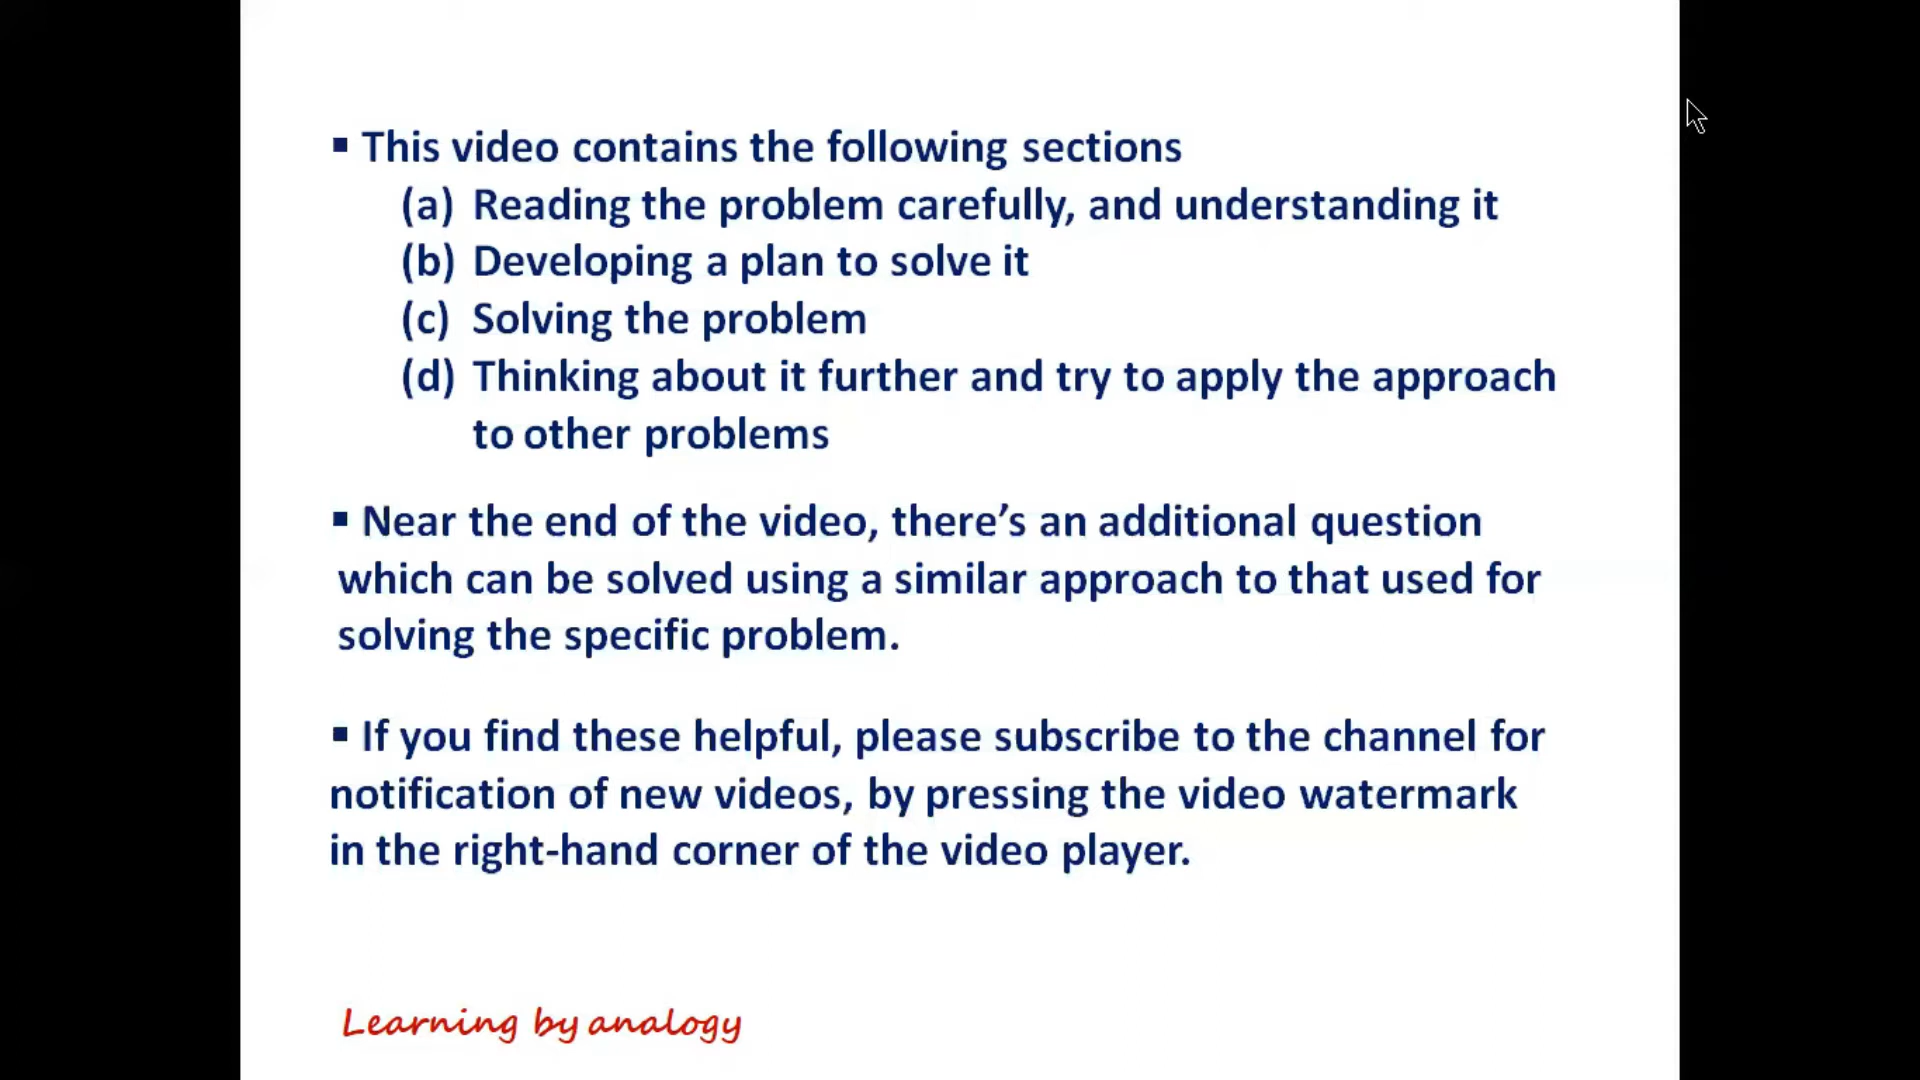 ▪ This video contains the following sections
(a) Reading the problem carefully, and understanding it
(b) Developing a plan to solve it
(c) Solving the problem
(d) Thinking about it further and try to apply the approach
to other problems
▪ Near the end of the video, there’s an additional question
which can be solved using a similar approach to that used for
solving the specific problem.
▪ If you find these helpful, please subscribe to the channel for
notification of new videos, by pressing the video watermark
in the right-hand corner of the video player.
Learning by analogy